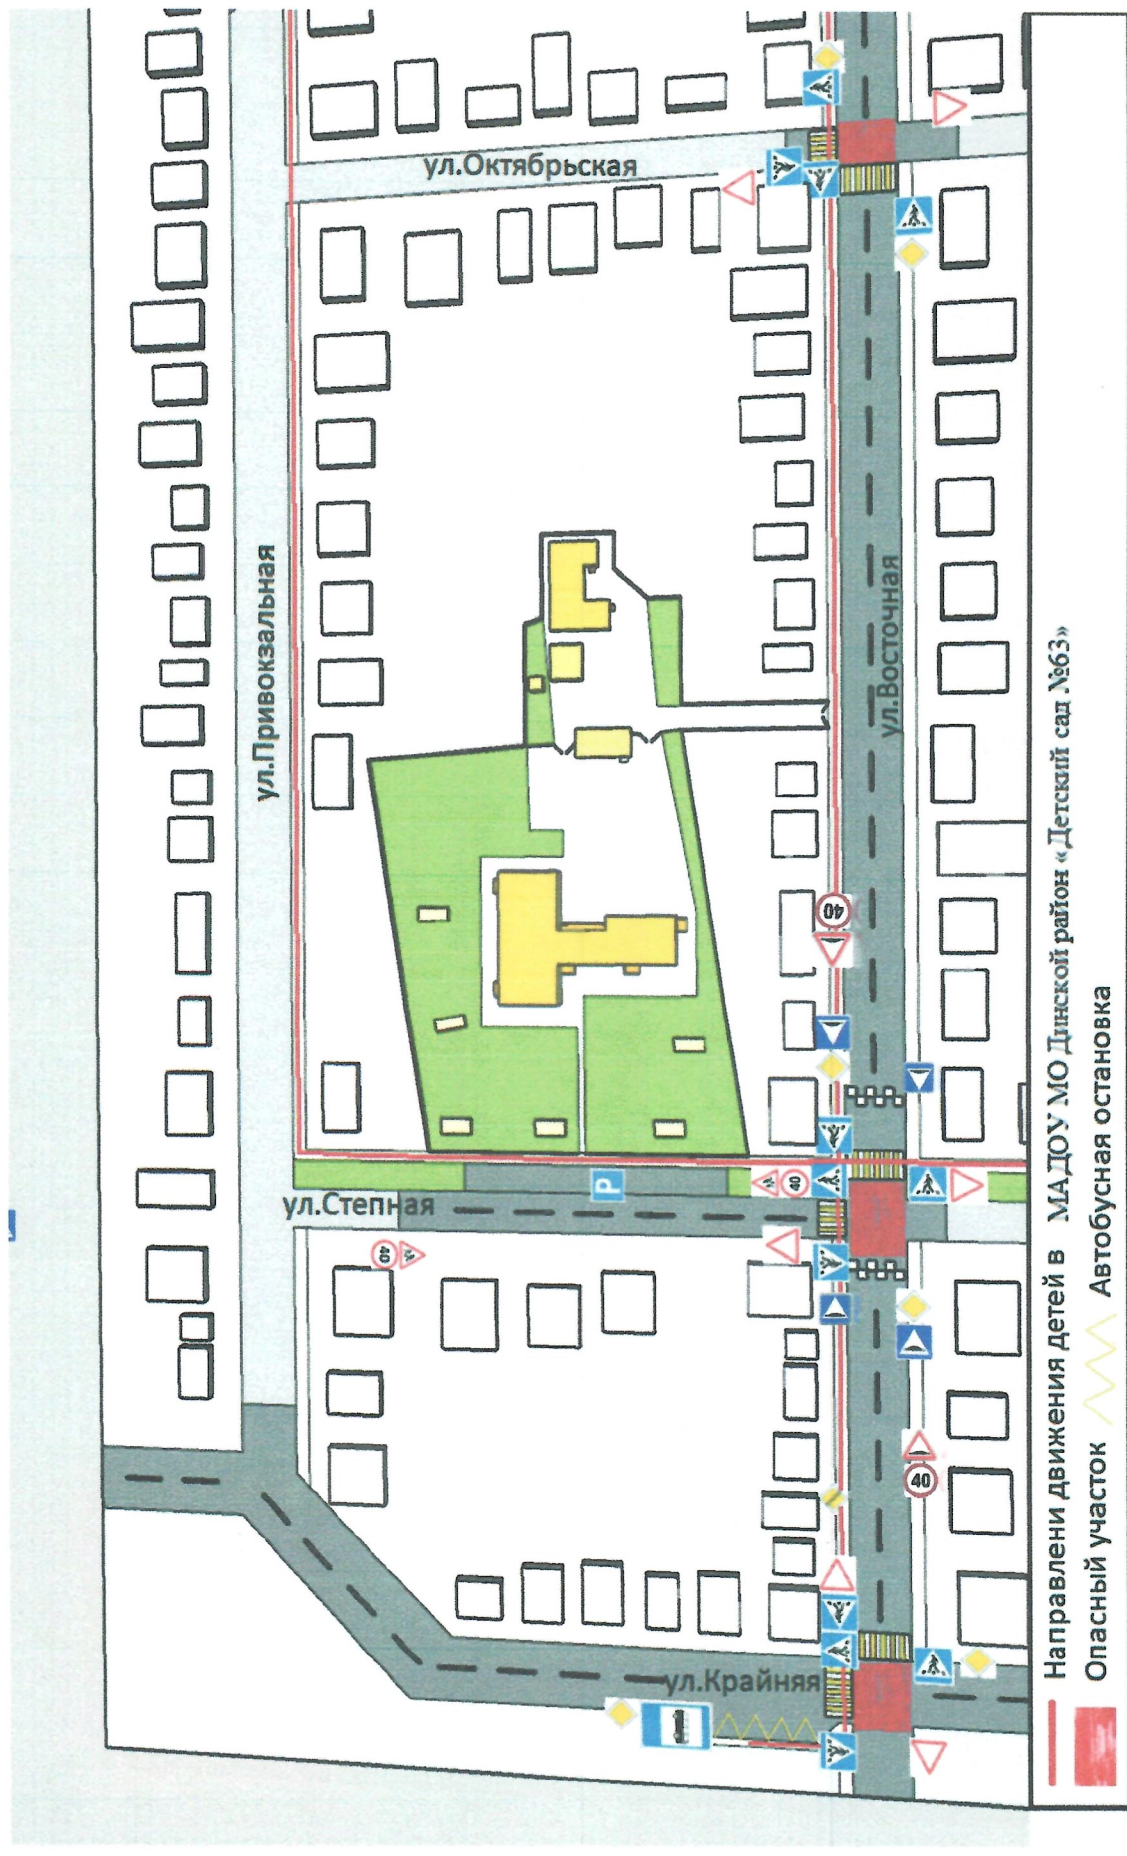 ул.Октябрьская
ул.Привокзальная
ул.Восточная
40
ул.Степная
P
40
40
40
ул.Крайняя
Направлени движения детей в МАДОУ МО Динской район «Детский сад №63»
Опасный участок Автобусная остановка